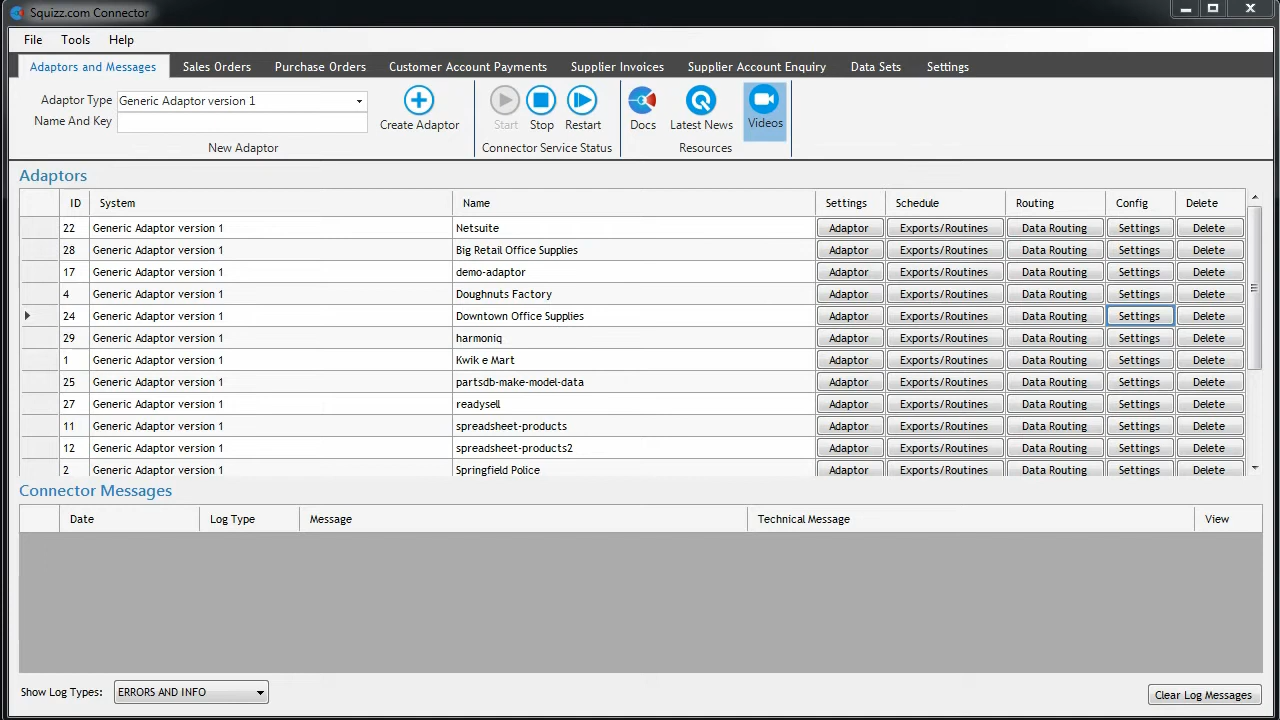 Squizz.com Connector
File Tools Help
Adaptors and Messages Sales Orders Purchase Orders Customer Account Payments Supplier Invoices Supplier Account Enquiry Data Sets Settings
Adaptor Type Generic Adaptor version 1
Name And Key
Create Adaptor Start Stop Restart Docs Latest News Videos
New Adaptor Connector Service Status Resources
Adaptors
ID System Name Settings Schedule Routing Config Delete
22 Generic Adaptor version 1 Netsuite Adaptor Exports/Routines Data Routing Settings Delete
28 Generic Adaptor version 1 Big Retail Office Supplies Adaptor Exports/Routines Data Routing Settings Delete
17 Generic Adaptor version 1 demo-adaptor Adaptor Exports/Routines Data Routing Settings Delete
4 Generic Adaptor version 1 Doughnuts Factory Adaptor Exports/Routines Data Routing Settings Delete
24 Generic Adaptor version 1 Downtown Office Supplies Adaptor Exports/Routines Data Routing Settings Delete
29 Generic Adaptor version 1 harmoniq Adaptor Exports/Routines Data Routing Settings Delete
1 Generic Adaptor version 1 Kwik e Mart Adaptor Exports/Routines Data Routing Settings Delete
25 Generic Adaptor version 1 partsdb-make-model-data Adaptor Exports/Routines Data Routing Settings Delete
27 Generic Adaptor version 1 readysell Adaptor Exports/Routines Data Routing Settings Delete
11 Generic Adaptor version 1 spreadsheet-products Adaptor Exports/Routines Data Routing Settings Delete
12 Generic Adaptor version 1 spreadsheet-products2 Adaptor Exports/Routines Data Routing Settings Delete
2 Generic Adaptor version 1 Springfield Police Adaptor Exports/Routines Data Routing Settings Delete
Connector Messages
Date Log Type Message Technical Message View
Show Log Types: ERRORS AND INFO Clear Log Messages